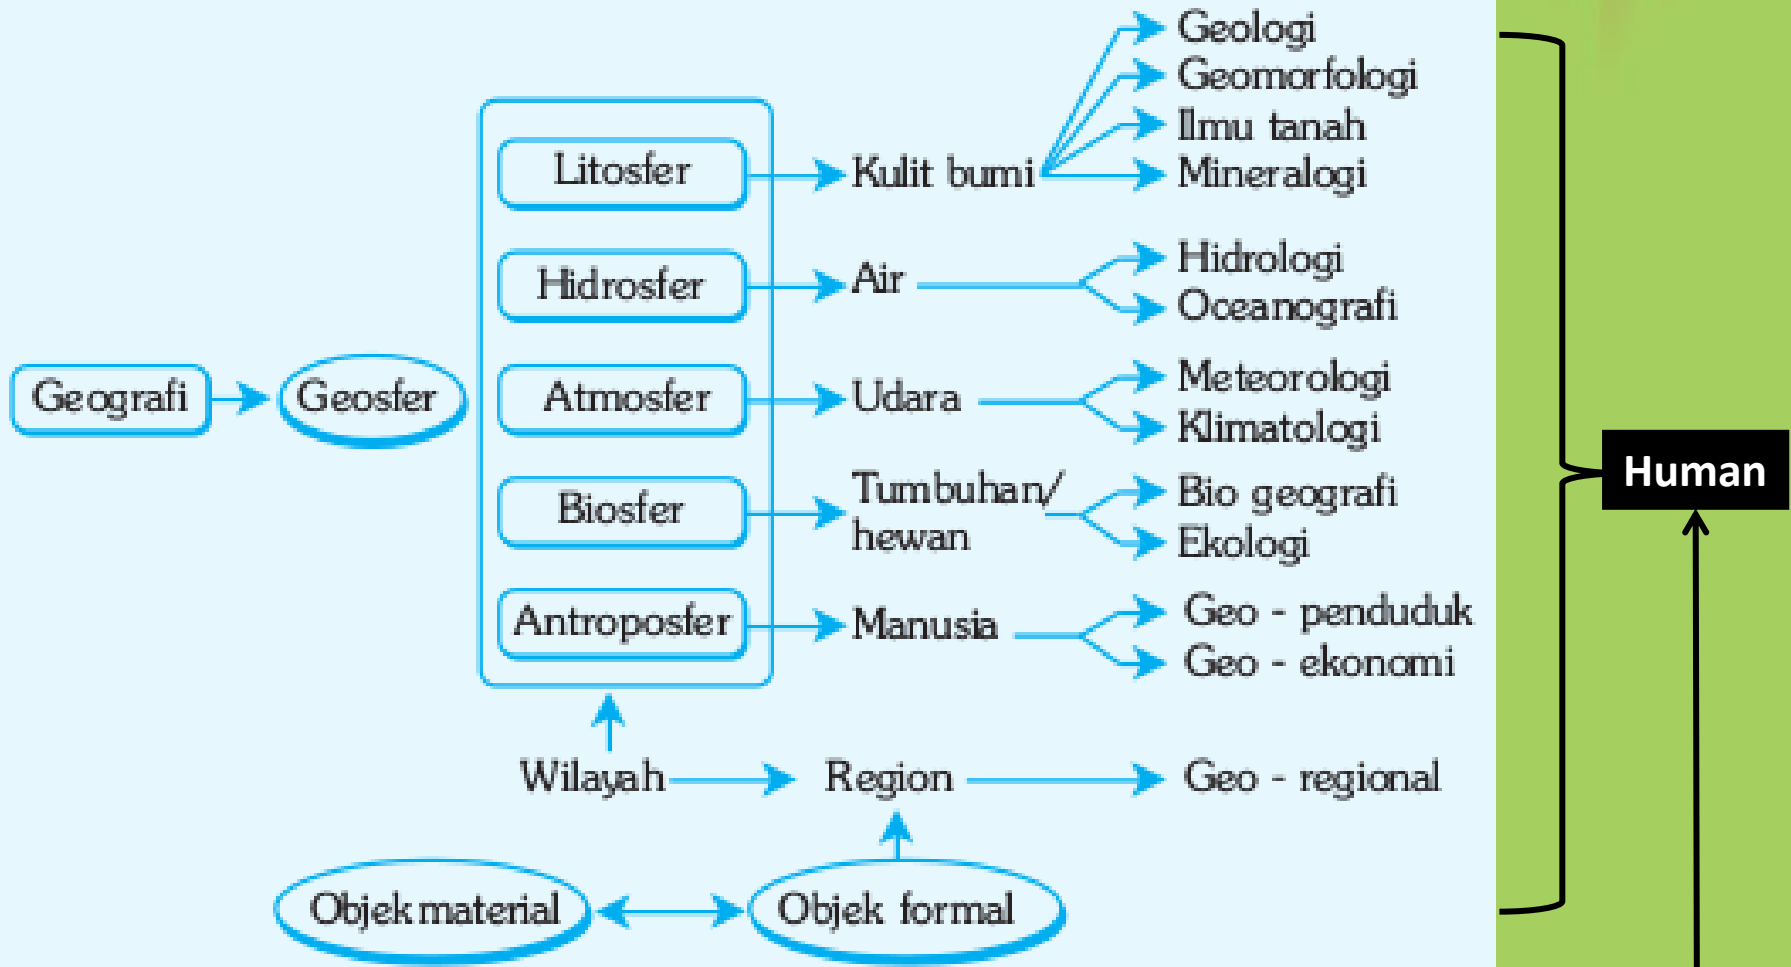 Geologi
Geomorfologi
Ilmu tanah
Litosfer
Kulit bumi
Mineralogi
Hidrosfer
Air
Hidrologi
Oceanografi
Geografi
Geosfer
Atmosfer
Udara
Meteorologi
Klimatologi
Human
Biosfer
Tumbuhan/
hewan
Bio geografi
Ekologi
Antroposfer
Manusia
Geo - penduduk
Geo - ekonomi
Wilayah
Region
Geo - regional
Objek material
Objek formal